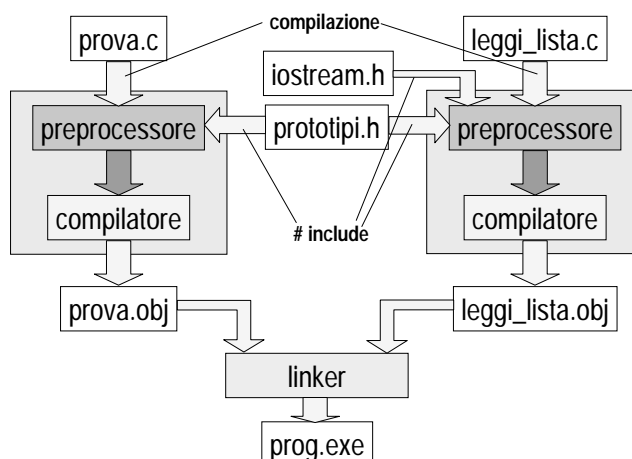 compilazione
prova.c
leggi_lista.c
iostream.h
preprocessore
prototipi.h
preprocessore
compilatore
# include
compilatore
prova.obj
leggi_lista.obj
linker
prog.exe